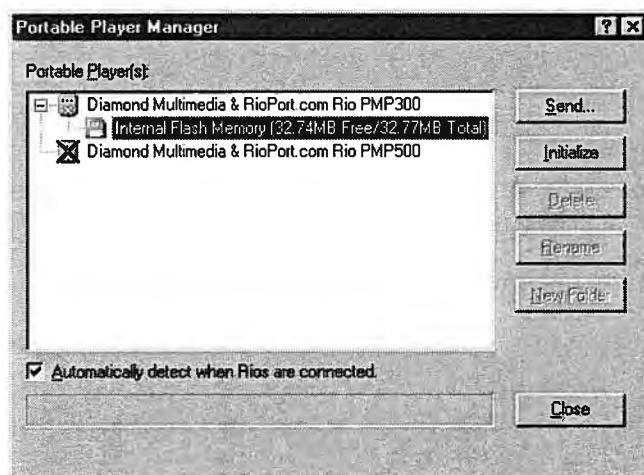 Portable Player Manager
Portable Player(s):
Diamond Multimedia & RioPort.com Rio PMP300
Internal Flash Memory (32.74MB Free/32.77MB Total)
Diamond Multimedia & RioPort.com Rio PMP500
Send...
Initialize
Delete
Rename
New Folder
Automatically detect when Rios are connected.
Close